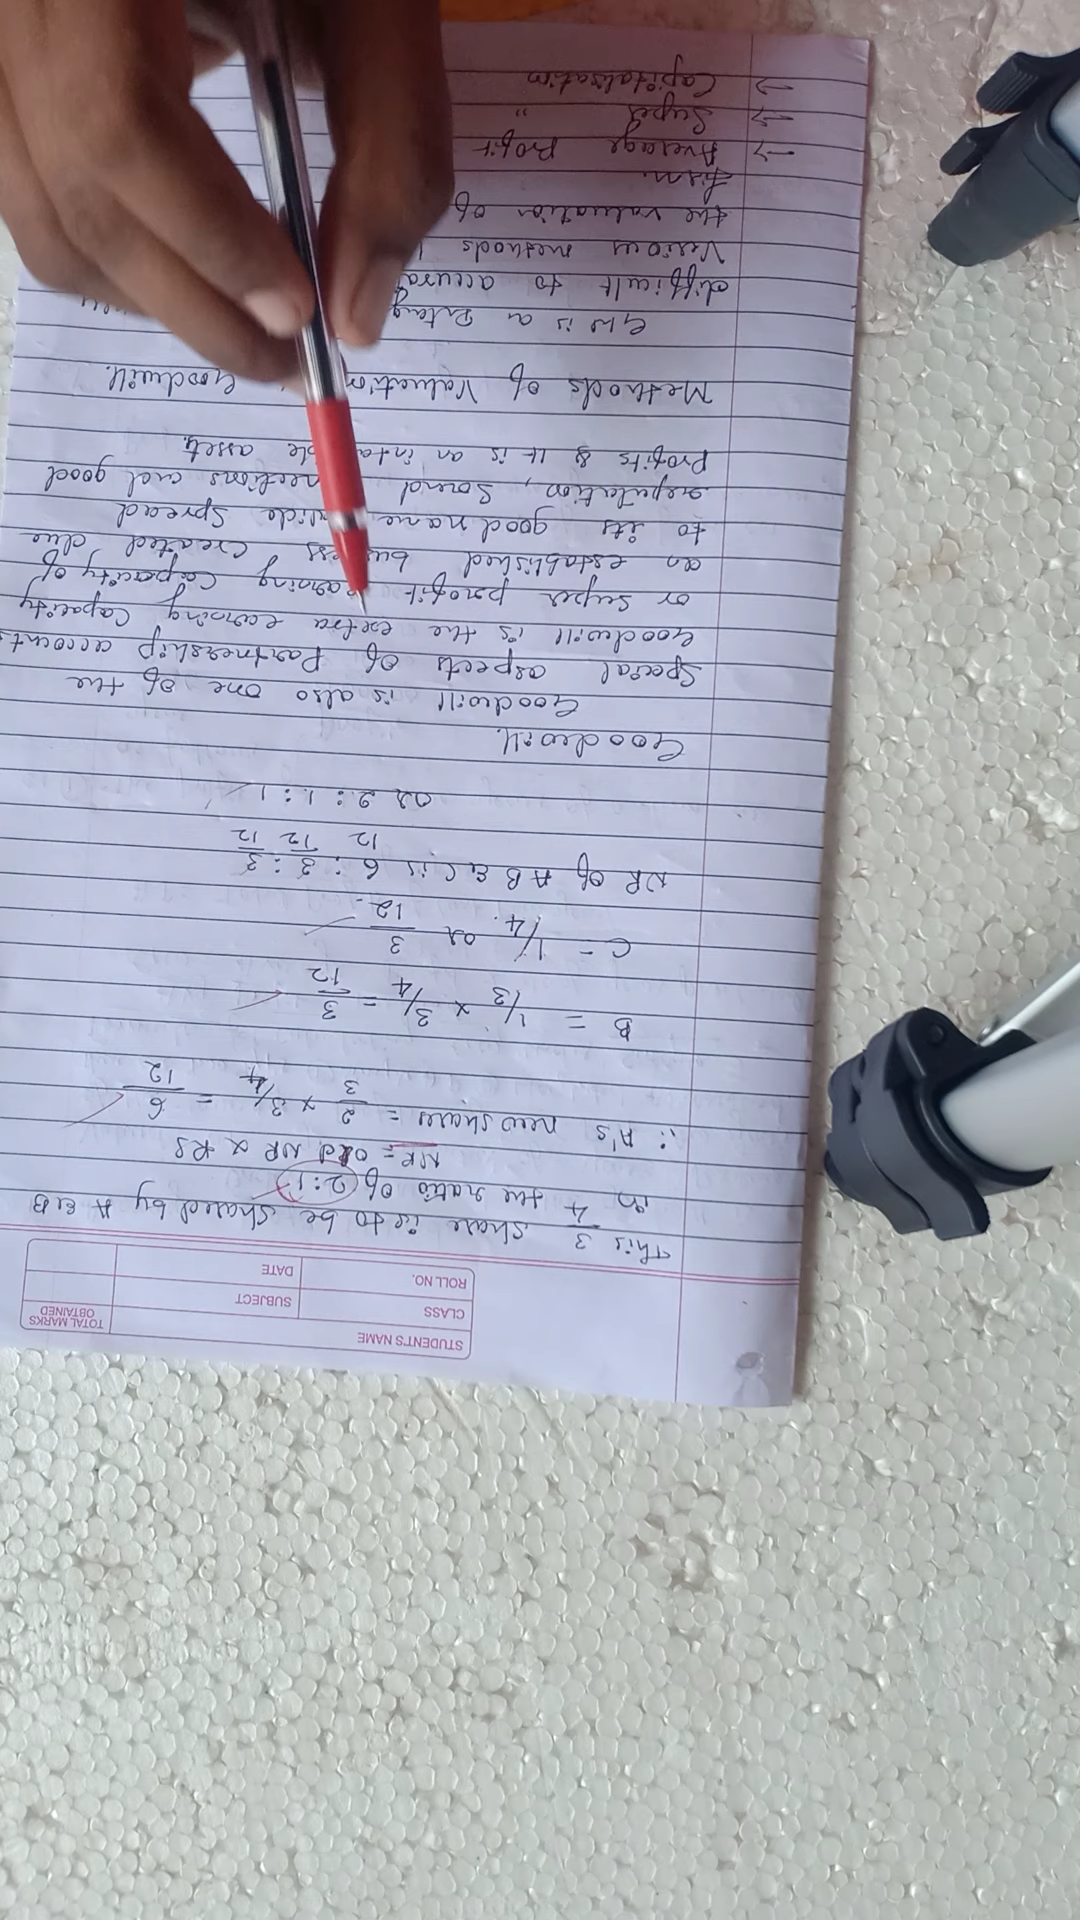 STUDENT'S NAME
TOTAL MARKS OBTAINED
CLASS
SUBJECT
ROLL NO.
DATE
This 3/4 share is to be shared by A & B
in the ratio of 2:1
NR = old NR × RS
∴ A's new share = 2/3 × 3/4 = 6/12
B = 1/3 × 3/4 = 3/12
C = 1/4 or 3/12
NR of A B & C is 6/12 : 3/12 : 3/12
or 2 : 1 : 1
Goodwill.
Goodwill is also one of the
Special aspects of Partnership accounts
Goodwill is the extra earning capacity
or super profit earning capacity of
an established business created due
to its good name wide spread
reputation, Sound good
Profits & It is an asset.
Methods of Valuation Goodwill.
GW is a
difficult to
Various methods
the valuation of
firm.
→ Average Profit
→ Super "
→ Capitalisation